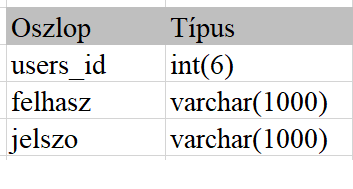 Oszlop Típus
users_id int(6)
felhasz varchar(1000)
jelszo varchar(1000)